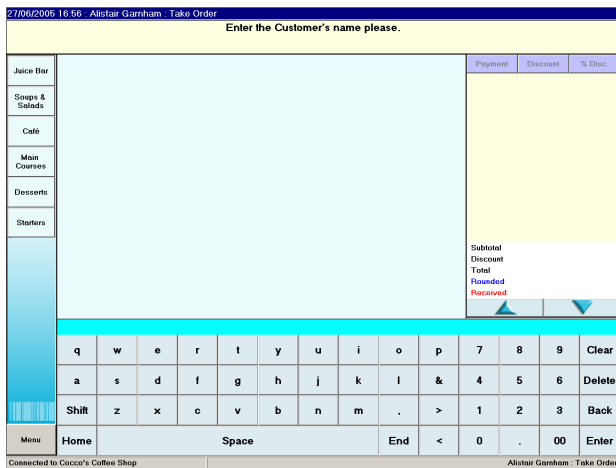 27/06/2005 16:56 : Alistair Garnham : Take Order
Enter the Customer's name please.
Juice Bar
Soups &
Salads
Café
Main
Courses
Desserts
Starters
Payment Discount % Disc.
Subtotal
Discount
Total
Rounded
Received
q w e r t y u i o p 7 8 9 Clear
a s d f g h j k l & 4 5 6 Delete
Shift z x c v b n m . > 1 2 3 Back
Menu Home Space End < 0 . 00 Enter
Connected to Cocco's Coffee Shop Alistair Garnham : Take Order